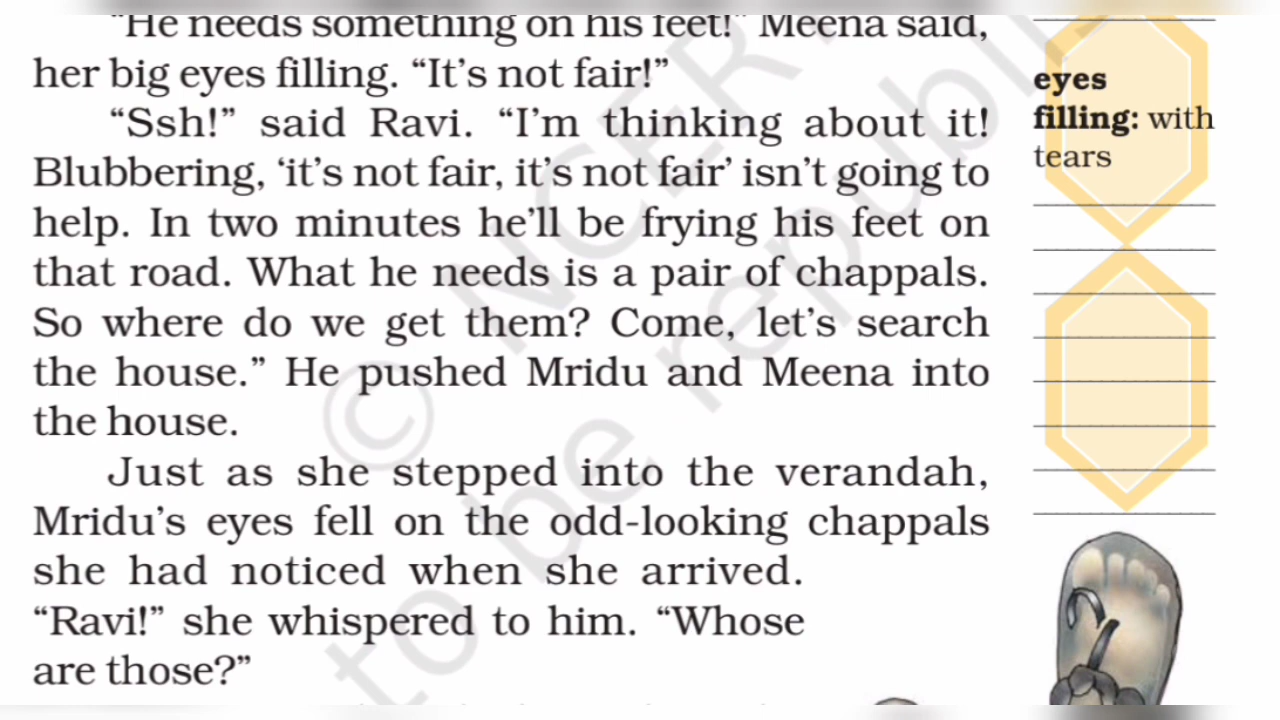 “He needs something on his feet!” Meena said,
her big eyes filling. “It’s not fair!”
“Ssh!” said Ravi. “I’m thinking about it!
Blubbering, ‘it’s not fair, it’s not fair’ isn’t going to
help. In two minutes he’ll be frying his feet on
that road. What he needs is a pair of chappals.
So where do we get them? Come, let’s search
the house.” He pushed Mridu and Meena into
the house.
Just as she stepped into the verandah,
Mridu’s eyes fell on the odd-looking chappals
she had noticed when she arrived.
“Ravi!” she whispered to him. “Whose
are those?”
eyes
filling: with
tears
© NCER
to be republi